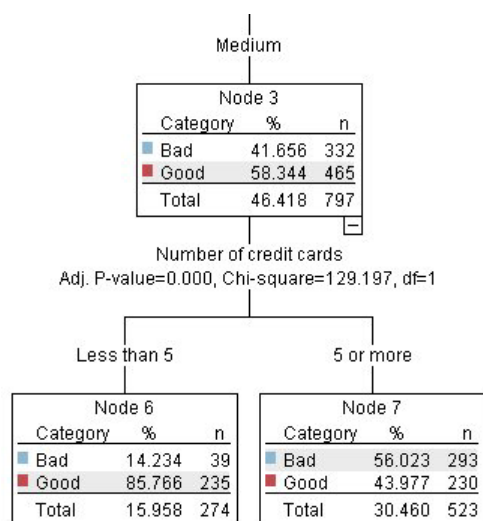 Medium
Node 3
Category % n
Bad 41.656 332
Good 58.344 465
Total 46.418 797
Number of credit cards
Adj. P-value=0.000, Chi-square=129.197, df=1
Less than 5
5 or more
Node 6
Category % n
Bad 14.234 39
Good 85.766 235
Total 15.958 274
Node 7
Category % n
Bad 56.023 293
Good 43.977 230
Total 30.460 523